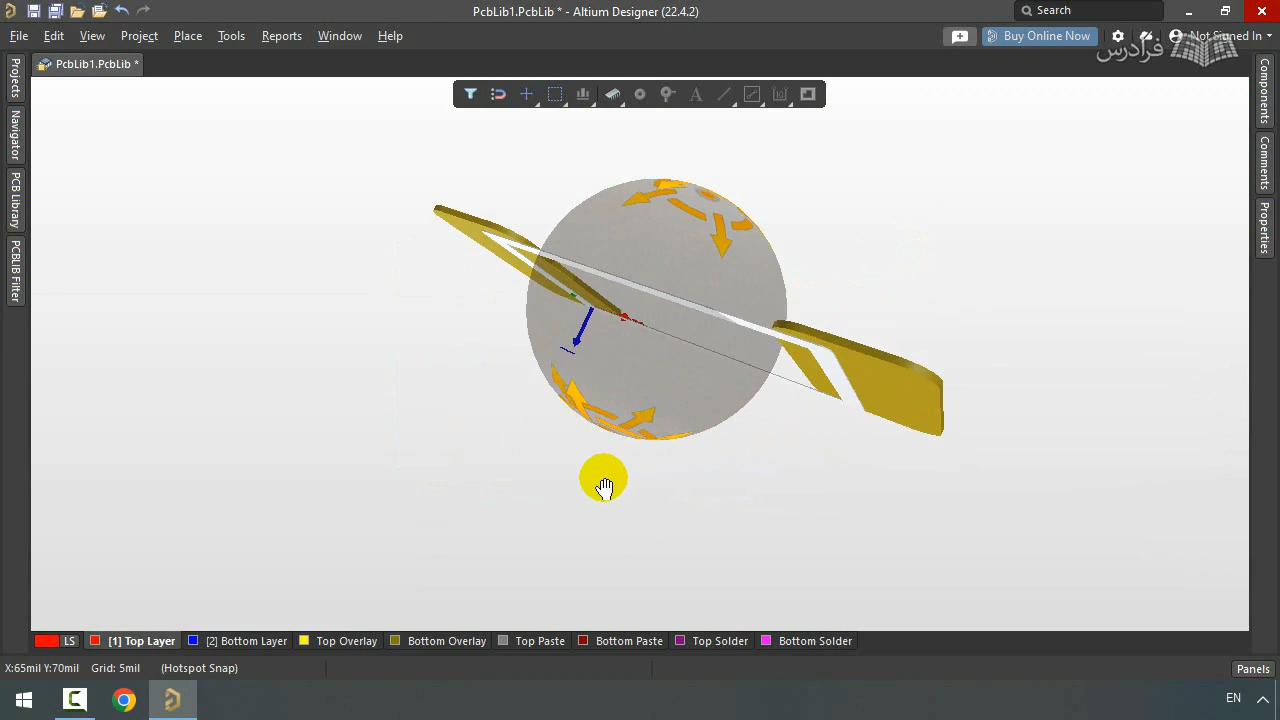 PcbLib1.PcbLib * - Altium Designer (22.4.2)
Search
File Edit View Project Place Tools Reports Window Help
Buy Online Now
Not Signed In
فرادرس
PcbLib1.PcbLib *
Projects
Navigator
PCB Library
PCBLIB Filter
Components
Comments
Properties
LS [1] Top Layer [2] Bottom Layer Top Overlay Bottom Overlay Top Paste Bottom Paste Top Solder Bottom Solder
X:65mil Y:70mil Grid: 5mil (Hotspot Snap)
Panels
EN